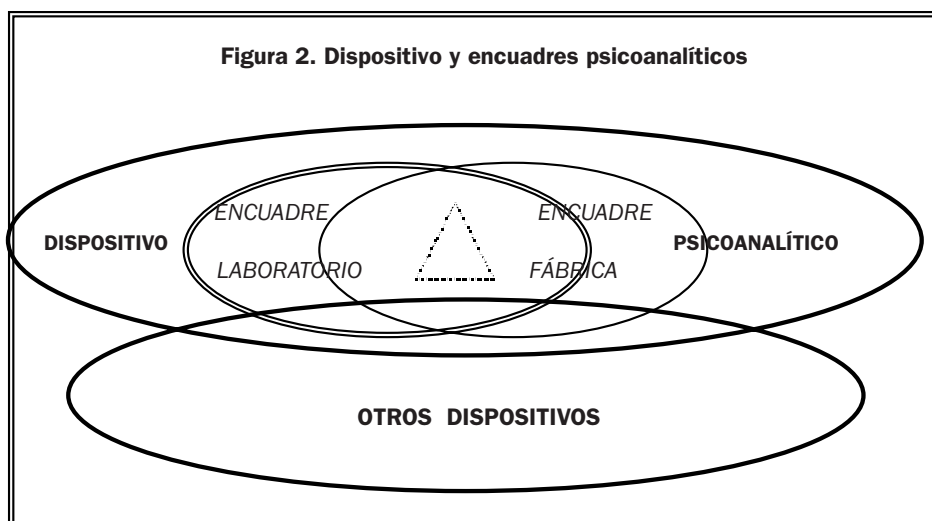 Figura 2. Dispositivo y encuadres psicoanalíticos
ENCUADRE ENCUADRE
DISPOSITIVO PSICOANALÍTICO
LABORATORIO FÁBRICA
OTROS DISPOSITIVOS